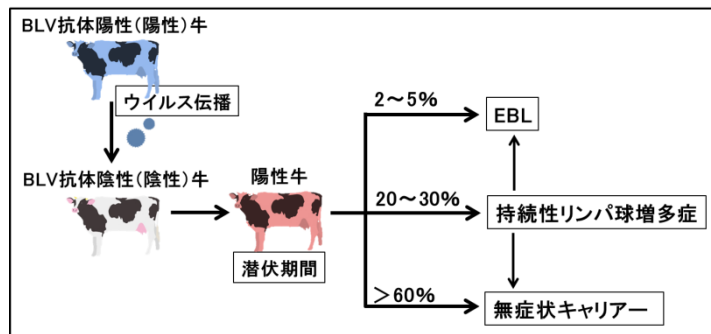 BLV抗体陽性(陽性)牛
ウイルス伝播
BLV抗体陰性(陰性)牛
陽性牛
潜伏期間
2～5%
EBL
20～30%
持続性リンパ球増多症
＞60%
無症状キャリアー